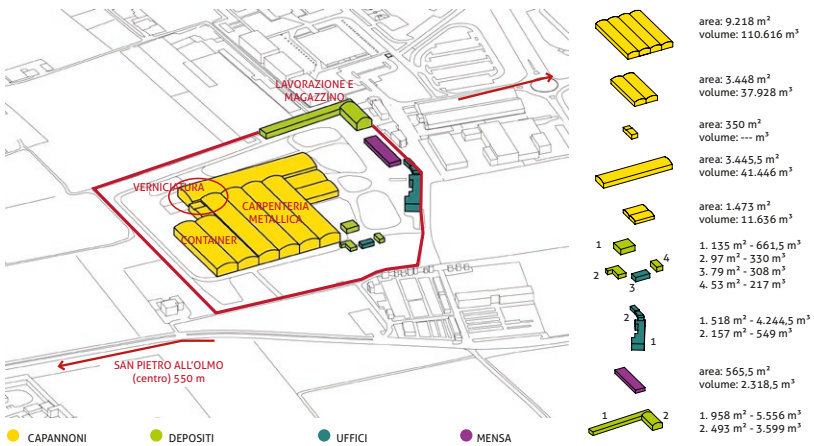 LAVORAZIONE E
MAGAZZINO
VERNICIATURA
CARPENTERIA
METALLICA
CONTAINER
SAN PIETRO ALL'OLMO
(centro) 550 m
CAPANNONI
DEPOSITI
UFFICI
MENSA
area: 9.218 m²
volume: 110.616 m³
area: 3.448 m²
volume: 37.928 m³
area: 350 m²
volume: --- m³
area: 3.445,5 m²
volume: 41.446 m³
area: 1.473 m²
volume: 11.636 m³
1
2
3
4
1. 135 m² - 661,5 m³
2. 97 m² - 330 m³
3. 79 m² - 308 m³
4. 53 m² - 217 m³
2
1
1. 518 m² - 4.244,5 m³
2. 157 m² - 549 m³
area: 565,5 m²
volume: 2.318,5 m³
1
2
1. 958 m² - 5.556 m³
2. 493 m² - 3.599 m³